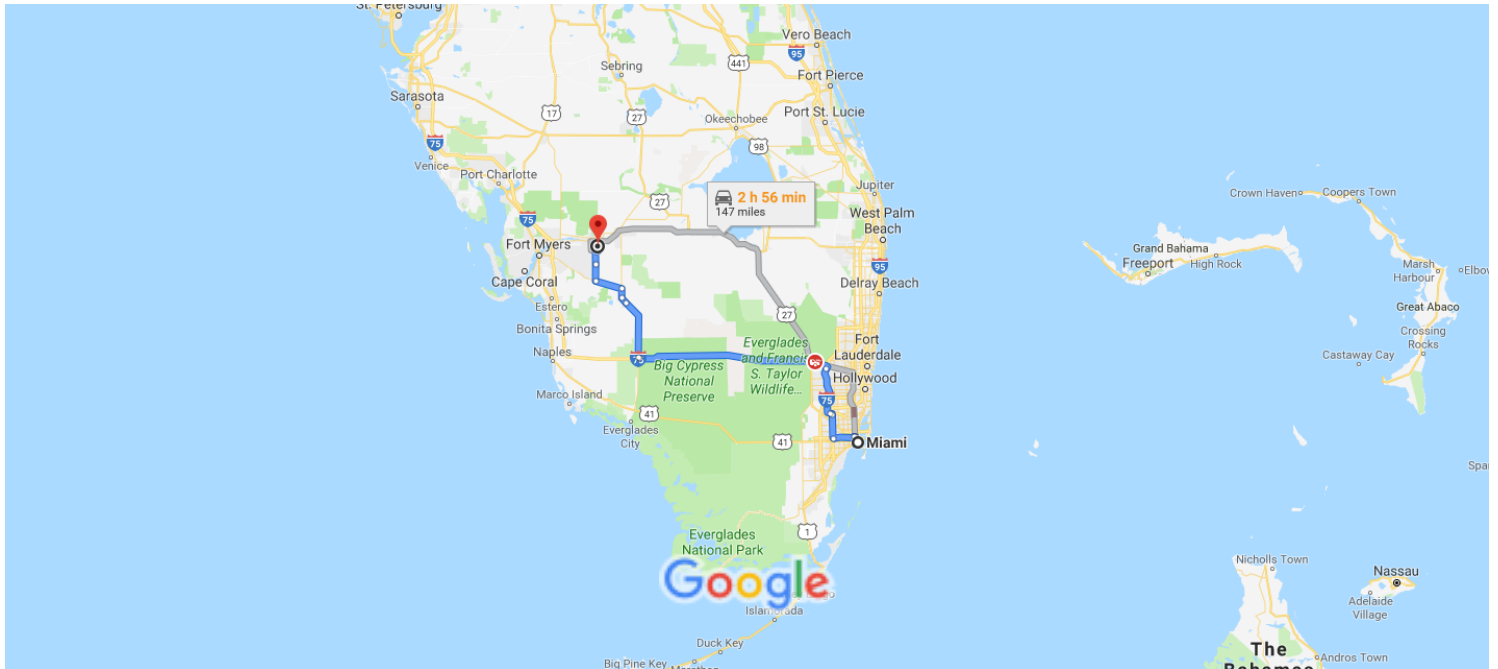 St. Petersburg
Vero Beach
95
441
Sebring
Fort Pierce
Sarasota
17
27
Port St. Lucie
Okeechobee
75
98
Venice
Port Charlotte
Jupiter
27
2 h 56 min
147 miles
Crown Haven
Coopers Town
75
West Palm
Beach
Fort Myers
Grand Bahama
Freeport
High Rock
Marsh
Harbour
95
Cape Coral
Delray Beach
Great Abaco
Estero
27
Bonita Springs
Crossing
Rocks
Everglades
and Francis
S. Taylor
Wildlife...
Fort
Lauderdale
Naples
75
Castaway Cay
Big Cypress
National
Preserve
Hollywood
Marco Island
75
41
Everglades
City
41
Miami
1
Everglades
National Park
Google
Nicholls Town
Nassau
Adelaide
Village
Islamorada
Duck Key
Big Pine Key
The
Andros Town